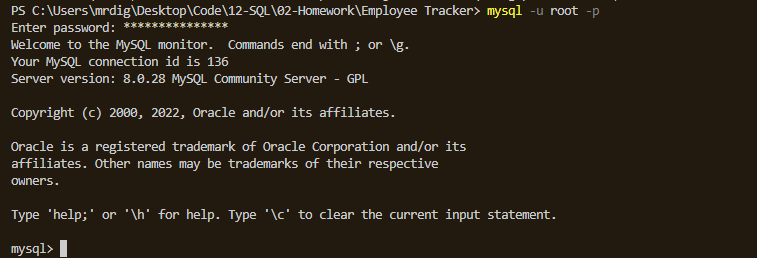 PS C:\Users\mrdig\Desktop\Code\12-SQL\02-Homework\Employee Tracker> mysql -u root -p
Enter password: ***************
Welcome to the MySQL monitor.  Commands end with ; or \g.
Your MySQL connection id is 136
Server version: 8.0.28 MySQL Community Server - GPL
Copyright (c) 2000, 2022, Oracle and/or its affiliates.
Oracle is a registered trademark of Oracle Corporation and/or its
affiliates. Other names may be trademarks of their respective
owners.
Type 'help;' or '\h' for help. Type '\c' to clear the current input statement.
mysql>